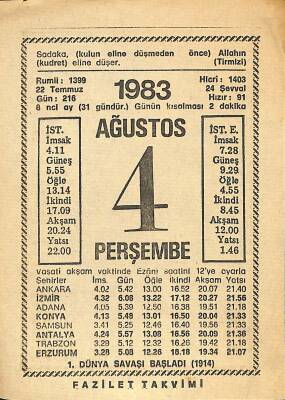 Sadaka, (kulun eline düşmeden önce) Allahın
(kudret) eline düşer. (Tirmizi)
Rumi: 1399
22 Temmuz
Gün: 216
1983
Hicri: 1403
24 Şevval
Hızır: 91
8 nci ay (31 gündür.) Günün kısalması 2 dakika
AĞUSTOS
İST.
İmsak
4.11
Güneş
5.55
Öğle
13.14
İkindi
17.09
Akşam
20.24
Yatsı
22.00
4
İST. E.
İmsak
7.28
Güneş
9.29
Öğle
4.55
İkindi
8.45
Akşam
12.00
Yatsı
1.46
PERŞEMBE
vasati akşam vaktinde Ezâni saatini 12'ye ayarla
Şehirler İms. Gün Öğle İkindi Akşam Yatsı
ANKARA 4.02 5.42 13.01 16.52
İZMİR 4.32 6.08 13.22 17.12 20.27 21.56
ADANA 4.05 5.39 12.50 16.38 19.51 21.18
KONYA 4.13 5.48 13.01 16.50 20.04 21.33
SAMSUN 3.41 5.25 12.46 16.40 19.56 21.33
ANTALYA 4.24 5.57 13.08 16.56 20.09 21.36
TRABZON 3.29 5.12 12.32 16.26 19.42 21.18
ERZURUM 3.28 5.08 12.26 16.18 19.34 21.07
1. DÜNYA SAVAŞI BAŞLADI (1914)
FAZİLET TAKVİMİ